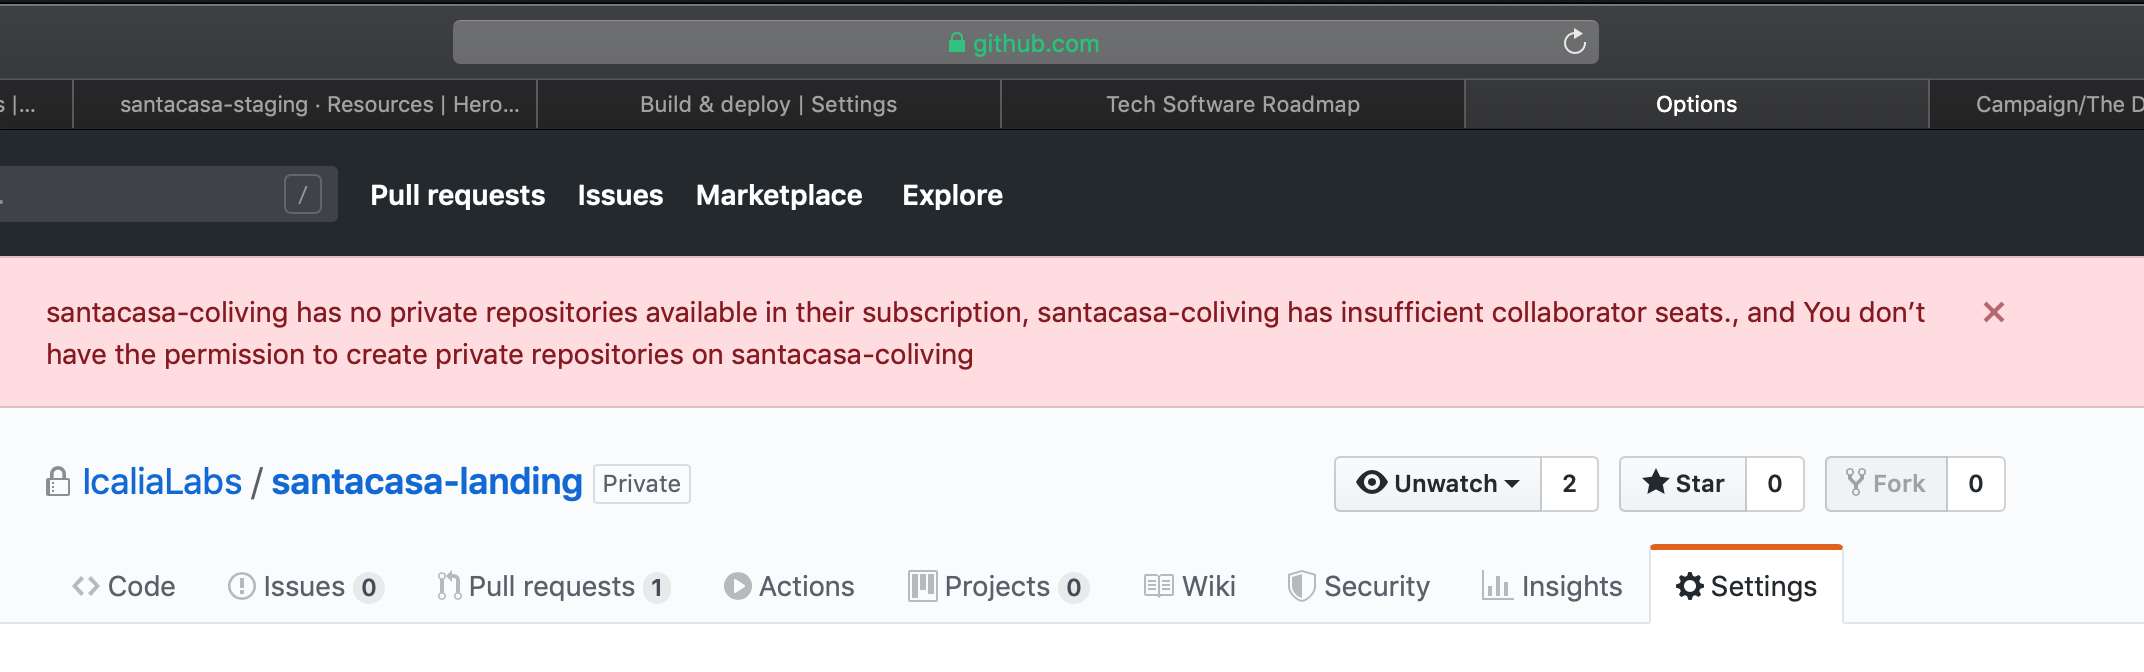 github.com
s |...
santacasa-staging · Resources | Hero...
Build & deploy | Settings
Tech Software Roadmap
Options
Campaign/The D
/
Pull requests Issues Marketplace Explore
santacasa-coliving has no private repositories available in their subscription, santacasa-coliving has insufficient collaborator seats., and You don’t
have the permission to create private repositories on santacasa-coliving
IcaliaLabs / santacasa-landing Private
Unwatch 2 Star 0 Fork 0
Code Issues 0 Pull requests 1 Actions Projects 0 Wiki Security Insights Settings